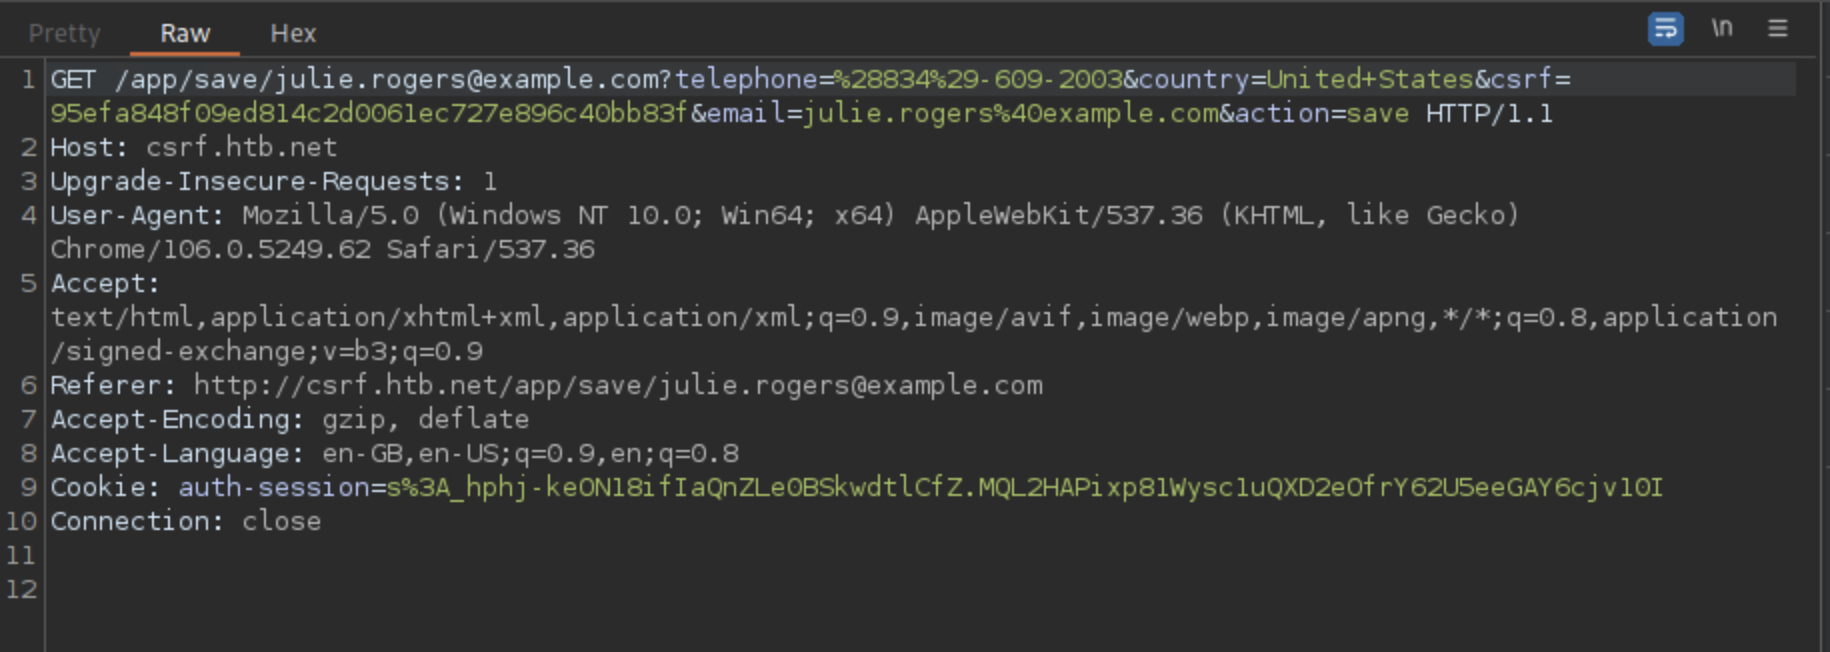 Pretty Raw Hex \n
1 GET /app/save/julie.rogers@example.com?telephone=%28834%29-609-2003&country=United+States&csrf=
95efa848f09ed814c2d0061ec727e896c40bb83f&email=julie.rogers%40example.com&action=save HTTP/1.1
2 Host: csrf.htb.net
3 Upgrade-Insecure-Requests: 1
4 User-Agent: Mozilla/5.0 (Windows NT 10.0; Win64; x64) AppleWebKit/537.36 (KHTML, like Gecko)
Chrome/106.0.5249.62 Safari/537.36
5 Accept:
text/html,application/xhtml+xml,application/xml;q=0.9,image/avif,image/webp,image/apng,*/*;q=0.8,application
/signed-exchange;v=b3;q=0.9
6 Referer: http://csrf.htb.net/app/save/julie.rogers@example.com
7 Accept-Encoding: gzip, deflate
8 Accept-Language: en-GB,en-US;q=0.9,en;q=0.8
9 Cookie: auth-session=s%3A_hphj-keON18ifIaQnZLe0BSkwdtlCfZ.MQL2HAPixp81Wysc1uQXD2eOfrY62U5eeGAY6cjv10I
10 Connection: close
11
12